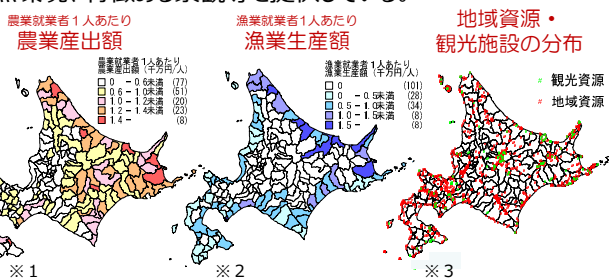 農業就業者1人あたり
農業産出額
農業就業者1人あたり
農業産出額(千万円/人)
0 - 0.6未満 (77)
0.6 - 1.0未満 (51)
1.0 - 1.2未満 (20)
1.2 - 1.4未満 (23)
1.4 - (8)
※1
漁業就業者1人あたり
漁業生産額
漁業就業者1人あたり
漁業生産額(千万円/人)
0 (101)
0 - 0.5未満 (28)
0.5 - 1.0未満 (34)
1.0 - 1.5未満 (8)
1.5 - (8)
※2
地域資源・
観光施設の分布
観光資源
地域資源
※3